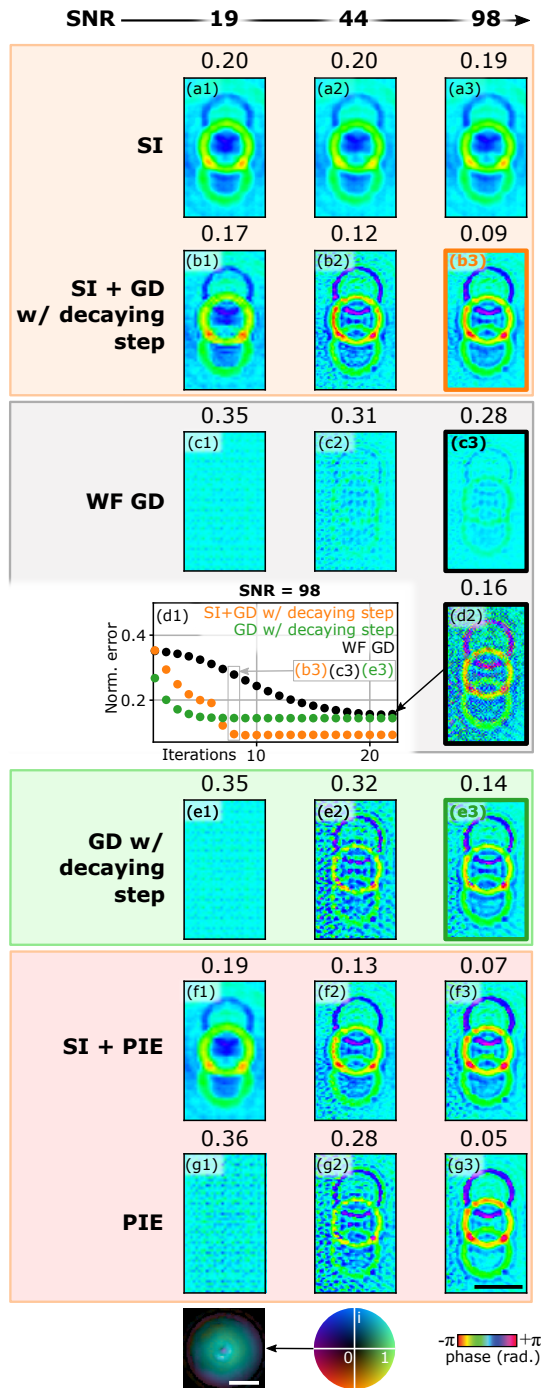 SNR 19 44 98
0.20 0.20 0.19
(a1) (a2) (a3)
SI
0.17 0.12 0.09
(b1) (b2) (b3)
SI + GD
w/ decaying
step
0.35 0.31 0.28
(c1) (c2) (c3)
WF GD
SNR = 98
0.16
(d1) SI+GD w/ decaying step
(d2)
GD w/ decaying step
WF GD
(b3) (c3) (e3)
Norm. error
0.4
0.2
Iterations 10 20
0.35 0.32 0.14
(e1) (e2) (e3)
GD w/
decaying
step
0.19 0.13 0.07
(f1) (f2) (f3)
SI + PIE
0.36 0.28 0.05
(g1) (g2) (g3)
PIE
i
0 1
-π +π
phase (rad.)